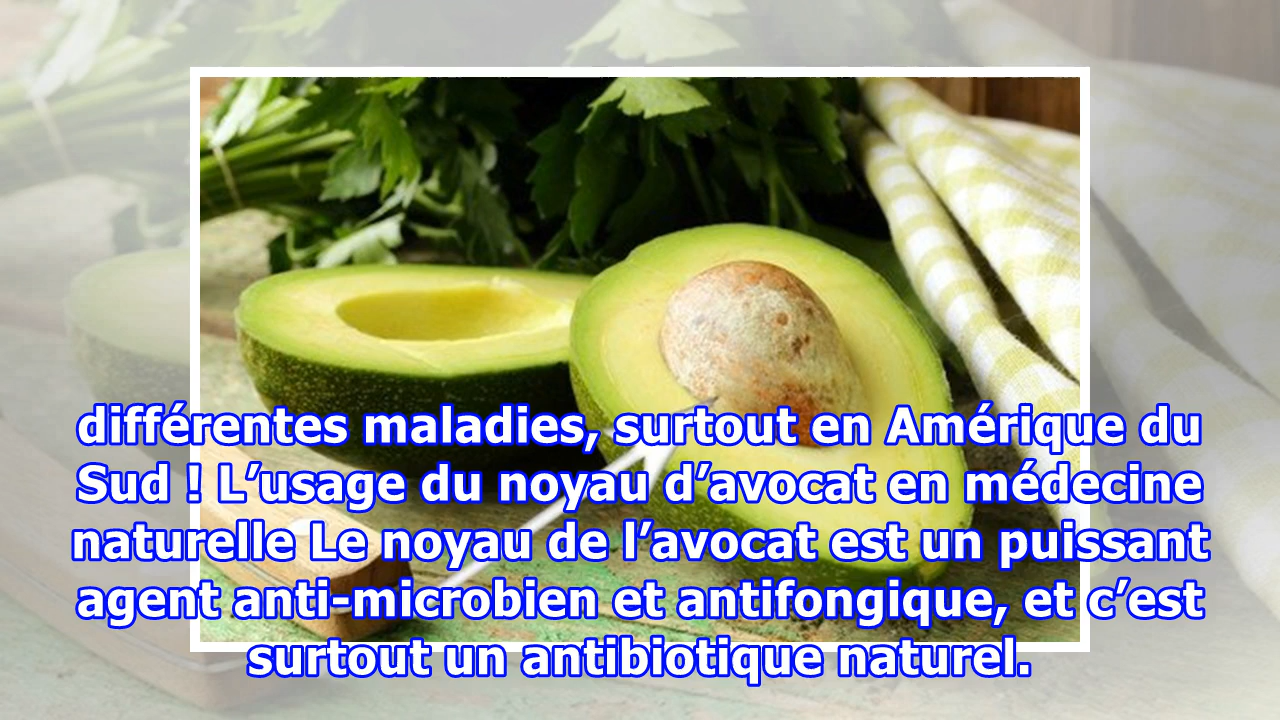 différentes maladies, surtout en Amérique du
Sud ! L’usage du noyau d’avocat en médecine
naturelle Le noyau de l’avocat est un puissant
agent anti-microbien et antifongique, et c’est
surtout un antibiotique naturel.